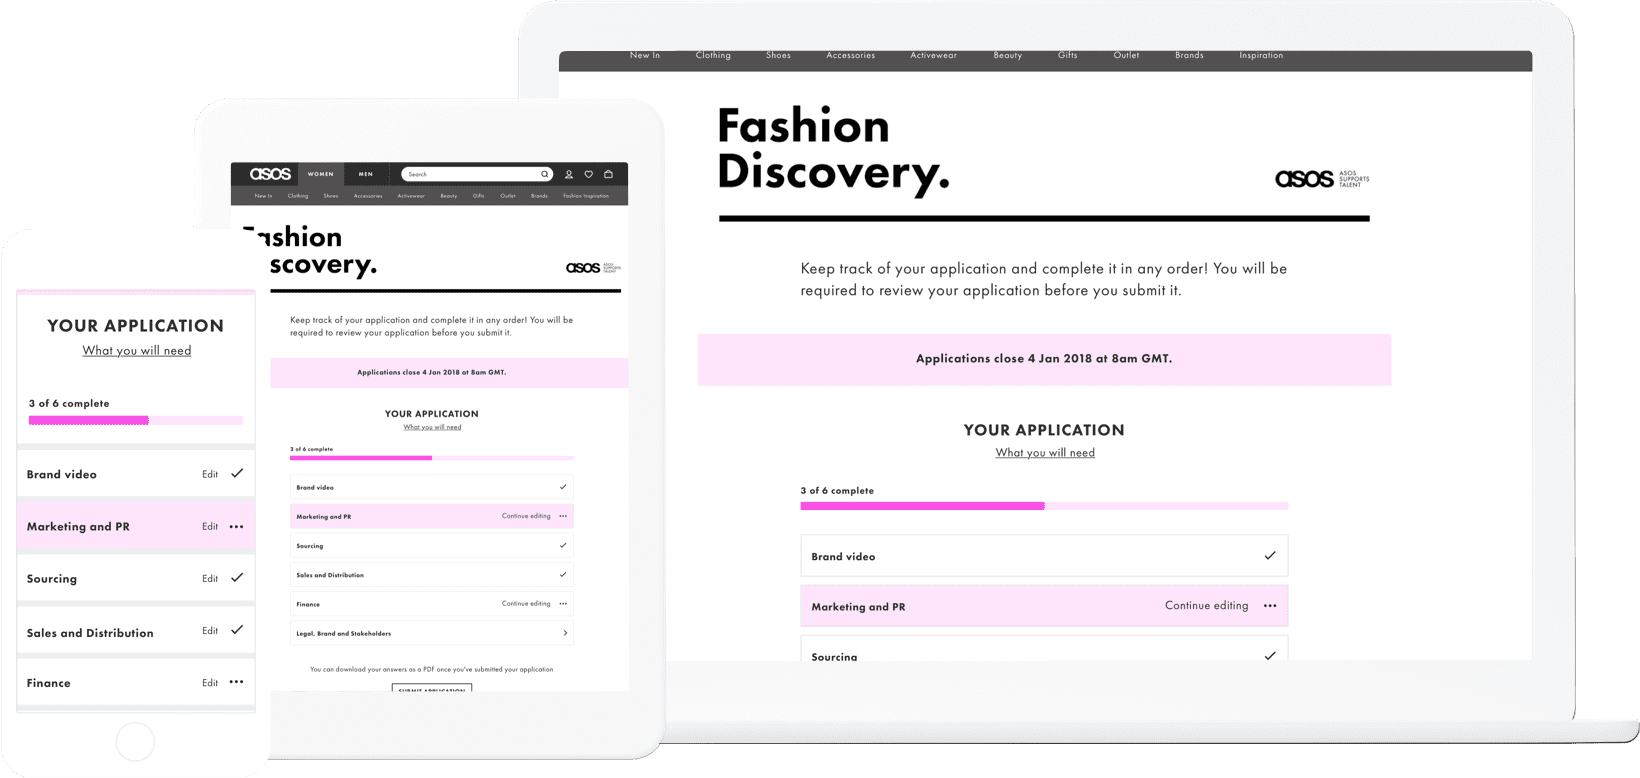 YOUR APPLICATION
What you will need
3 of 6 complete
Brand video Edit
Marketing and PR Edit
Sourcing Edit
Sales and Distribution Edit
Finance Edit
asos WOMEN MEN Search
New In Clothing Shoes Accessories Activewear Beauty Gifts Outlet Brands Fashion Inspiration
ashion
scovery.
asos ASOS SUPPORTS TALENT
Keep track of your application and complete it in any order! You will be
required to review your application before you submit it.
Applications close 4 Jan 2018 at 8am GMT.
YOUR APPLICATION
What you will need
3 of 6 complete
Brand video
Marketing and PR Continue editing
Sourcing
Sales and Distribution
Finance Continue editing
Legal, Brand and Stakeholders
You can download your answers as a PDF once you've submitted your application
SUBMIT APPLICATION
New In Clothing Shoes Accessories Activewear Beauty Gifts Outlet Brands Inspiration
Fashion
Discovery.
asos ASOS
SUPPORTS
TALENT
Keep track of your application and complete it in any order! You will be
required to review your application before you submit it.
Applications close 4 Jan 2018 at 8am GMT.
YOUR APPLICATION
What you will need
3 of 6 complete
Brand video
Marketing and PR Continue editing
Sourcing